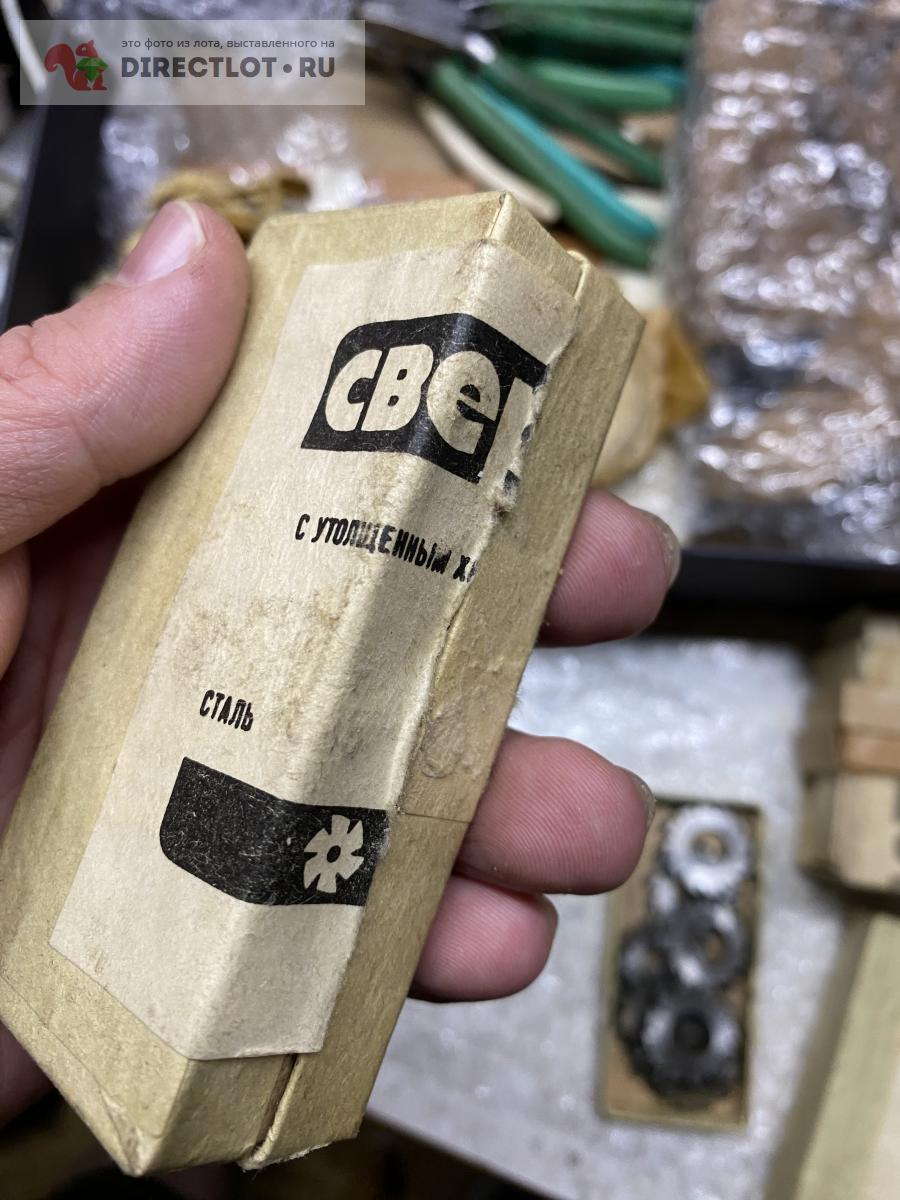 это фото из лота, выставленного на
DIRECTLOT.RU
СВЕ
С УТОЛЩЕННЫМ Х
СТАЛЬ